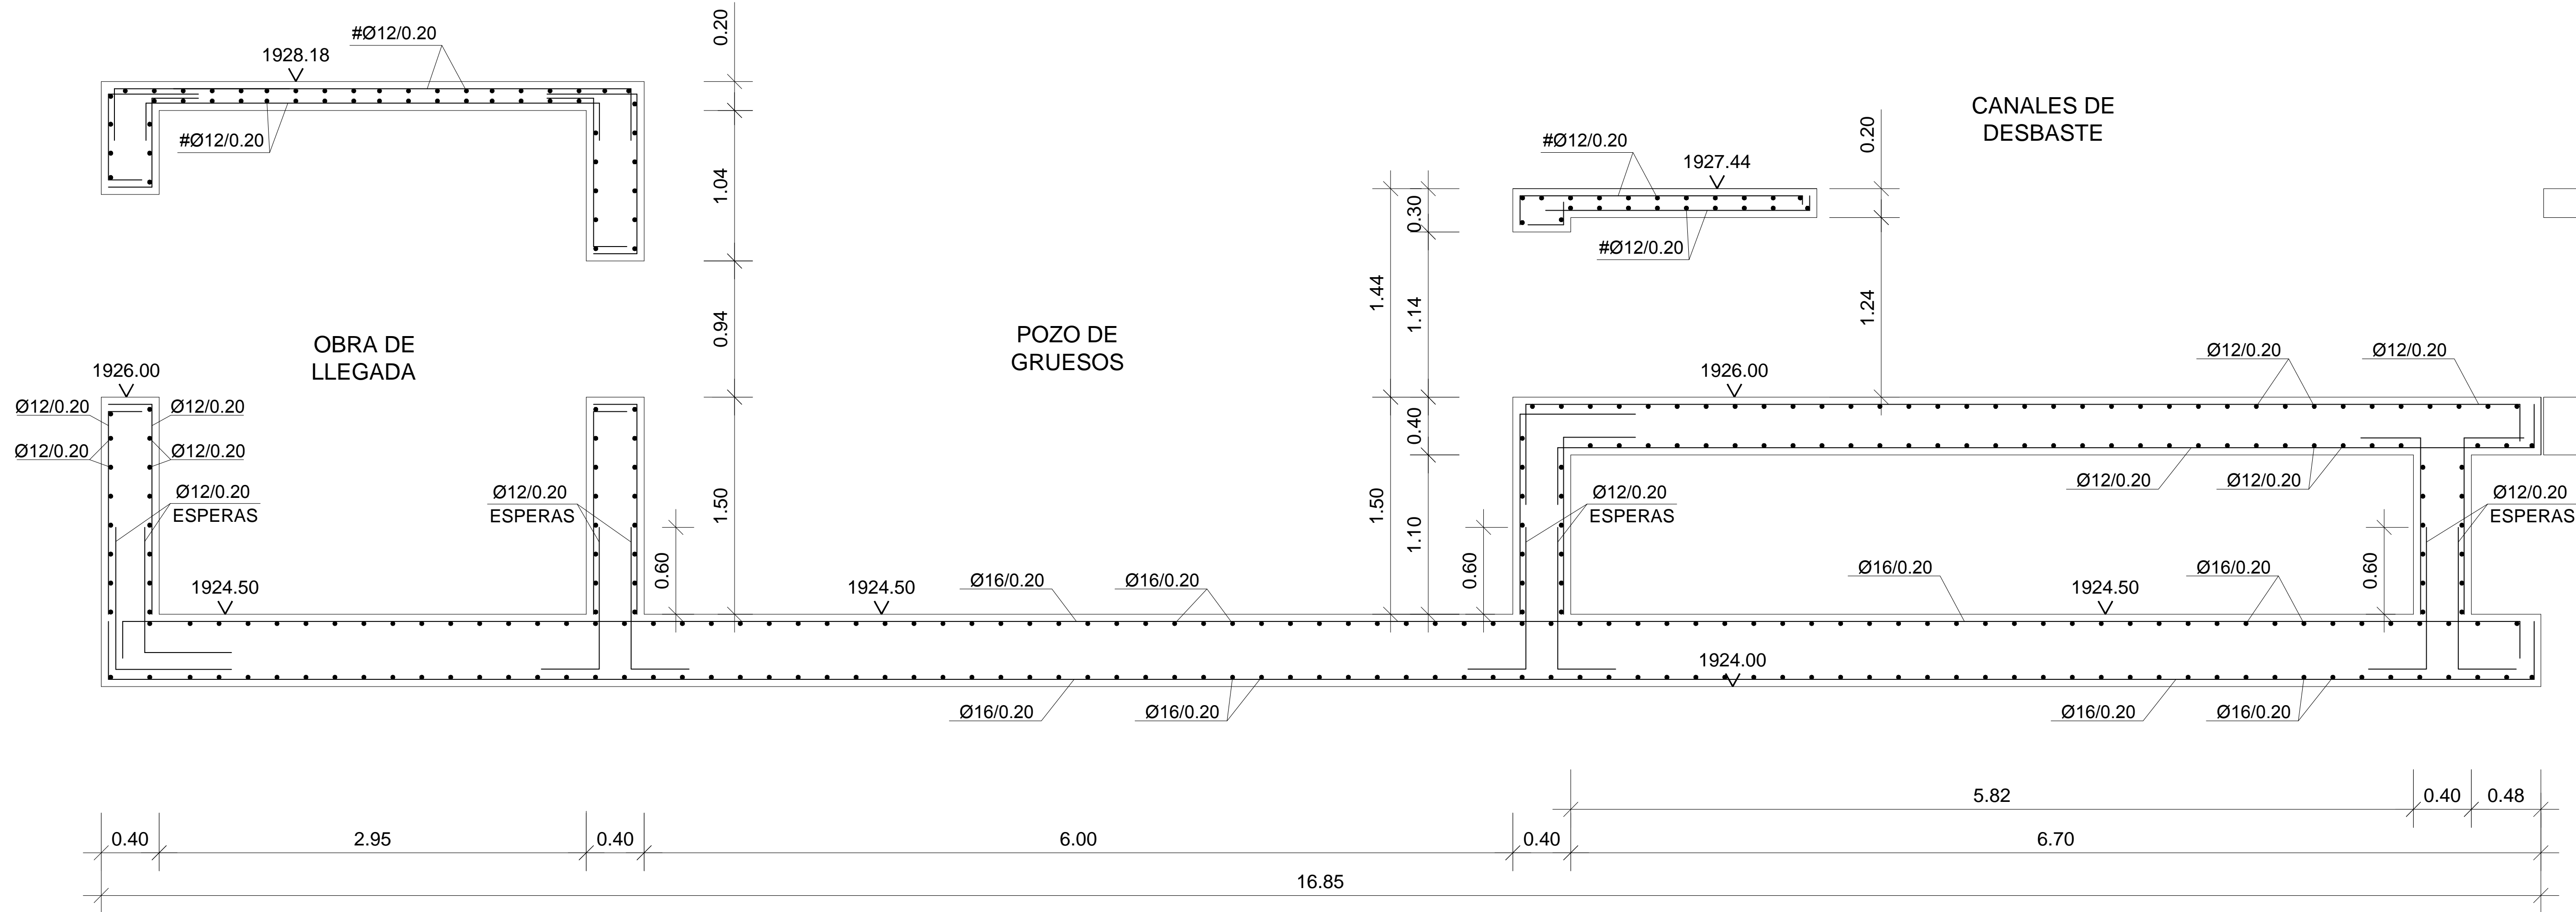 0.20
#Ø12/0.20
1928.18
CANALES DE
DESBASTE
0.20
#Ø12/0.20
#Ø12/0.20
1927.44
1.04
0.30
#Ø12/0.20
1.44
1.14
1.24
0.94
OBRA DE
LLEGADA
POZO DE
GRUESOS
1926.00
1926.00
Ø12/0.20
Ø12/0.20
Ø12/0.20
Ø12/0.20
0.40
Ø12/0.20
Ø12/0.20
Ø12/0.20
Ø12/0.20
Ø12/0.20
ESPERAS
Ø12/0.20
ESPERAS
1.50
1.50
1.10
Ø12/0.20
ESPERAS
Ø12/0.20
ESPERAS
0.60
0.60
0.60
1924.50
1924.50
Ø16/0.20
Ø16/0.20
Ø16/0.20
1924.50
Ø16/0.20
1924.00
Ø16/0.20
Ø16/0.20
Ø16/0.20
Ø16/0.20
5.82
0.40
0.48
0.40
2.95
0.40
6.00
0.40
6.70
16.85